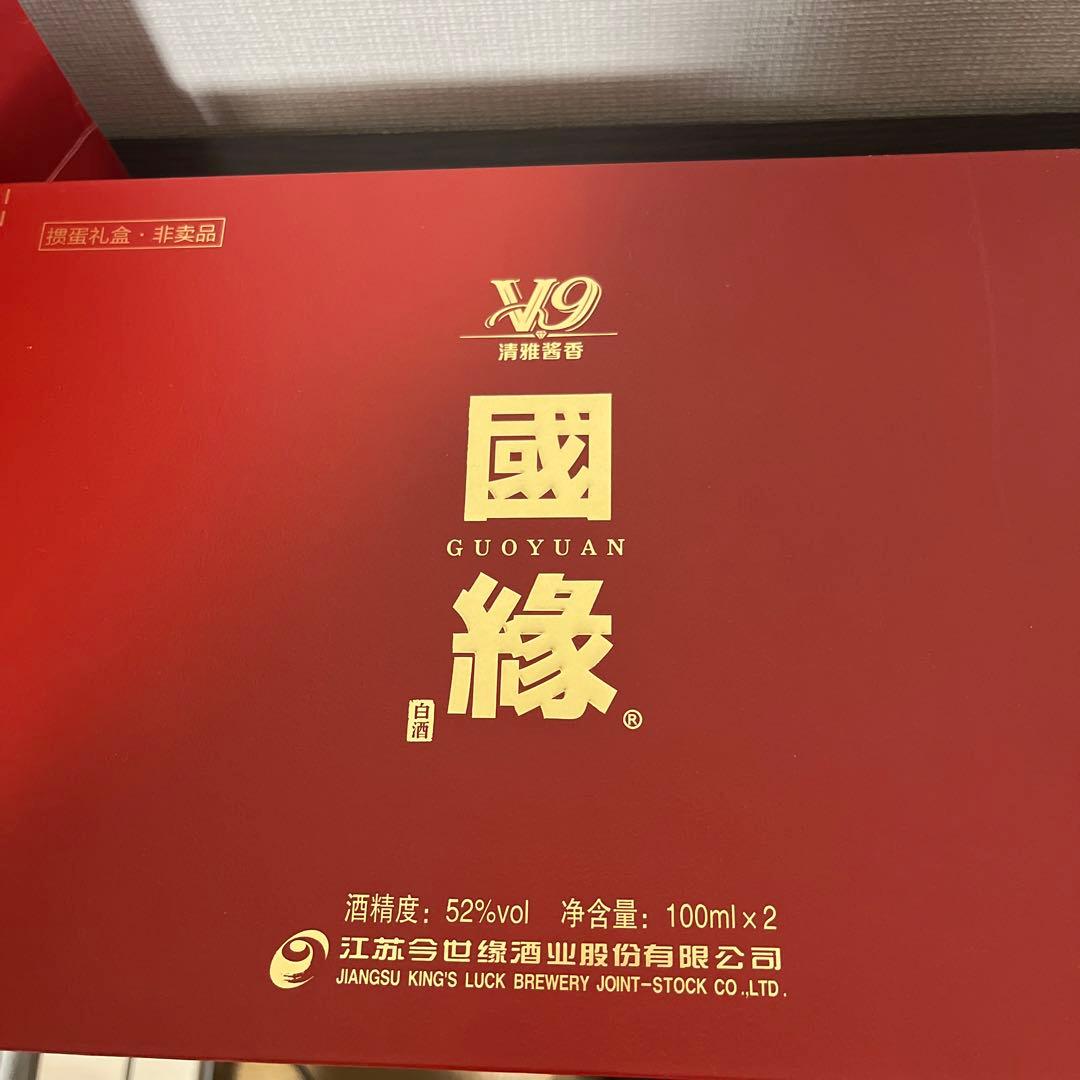 掼蛋礼盒·非卖品
V9
清雅酱香
國
GUOYUAN
緣
®
白酒
酒精度：52%vol 净含量：100ml×2
江苏今世缘酒业股份有限公司
JIANGSU KING'S LUCK BREWERY JOINT-STOCK CO.,LTD.